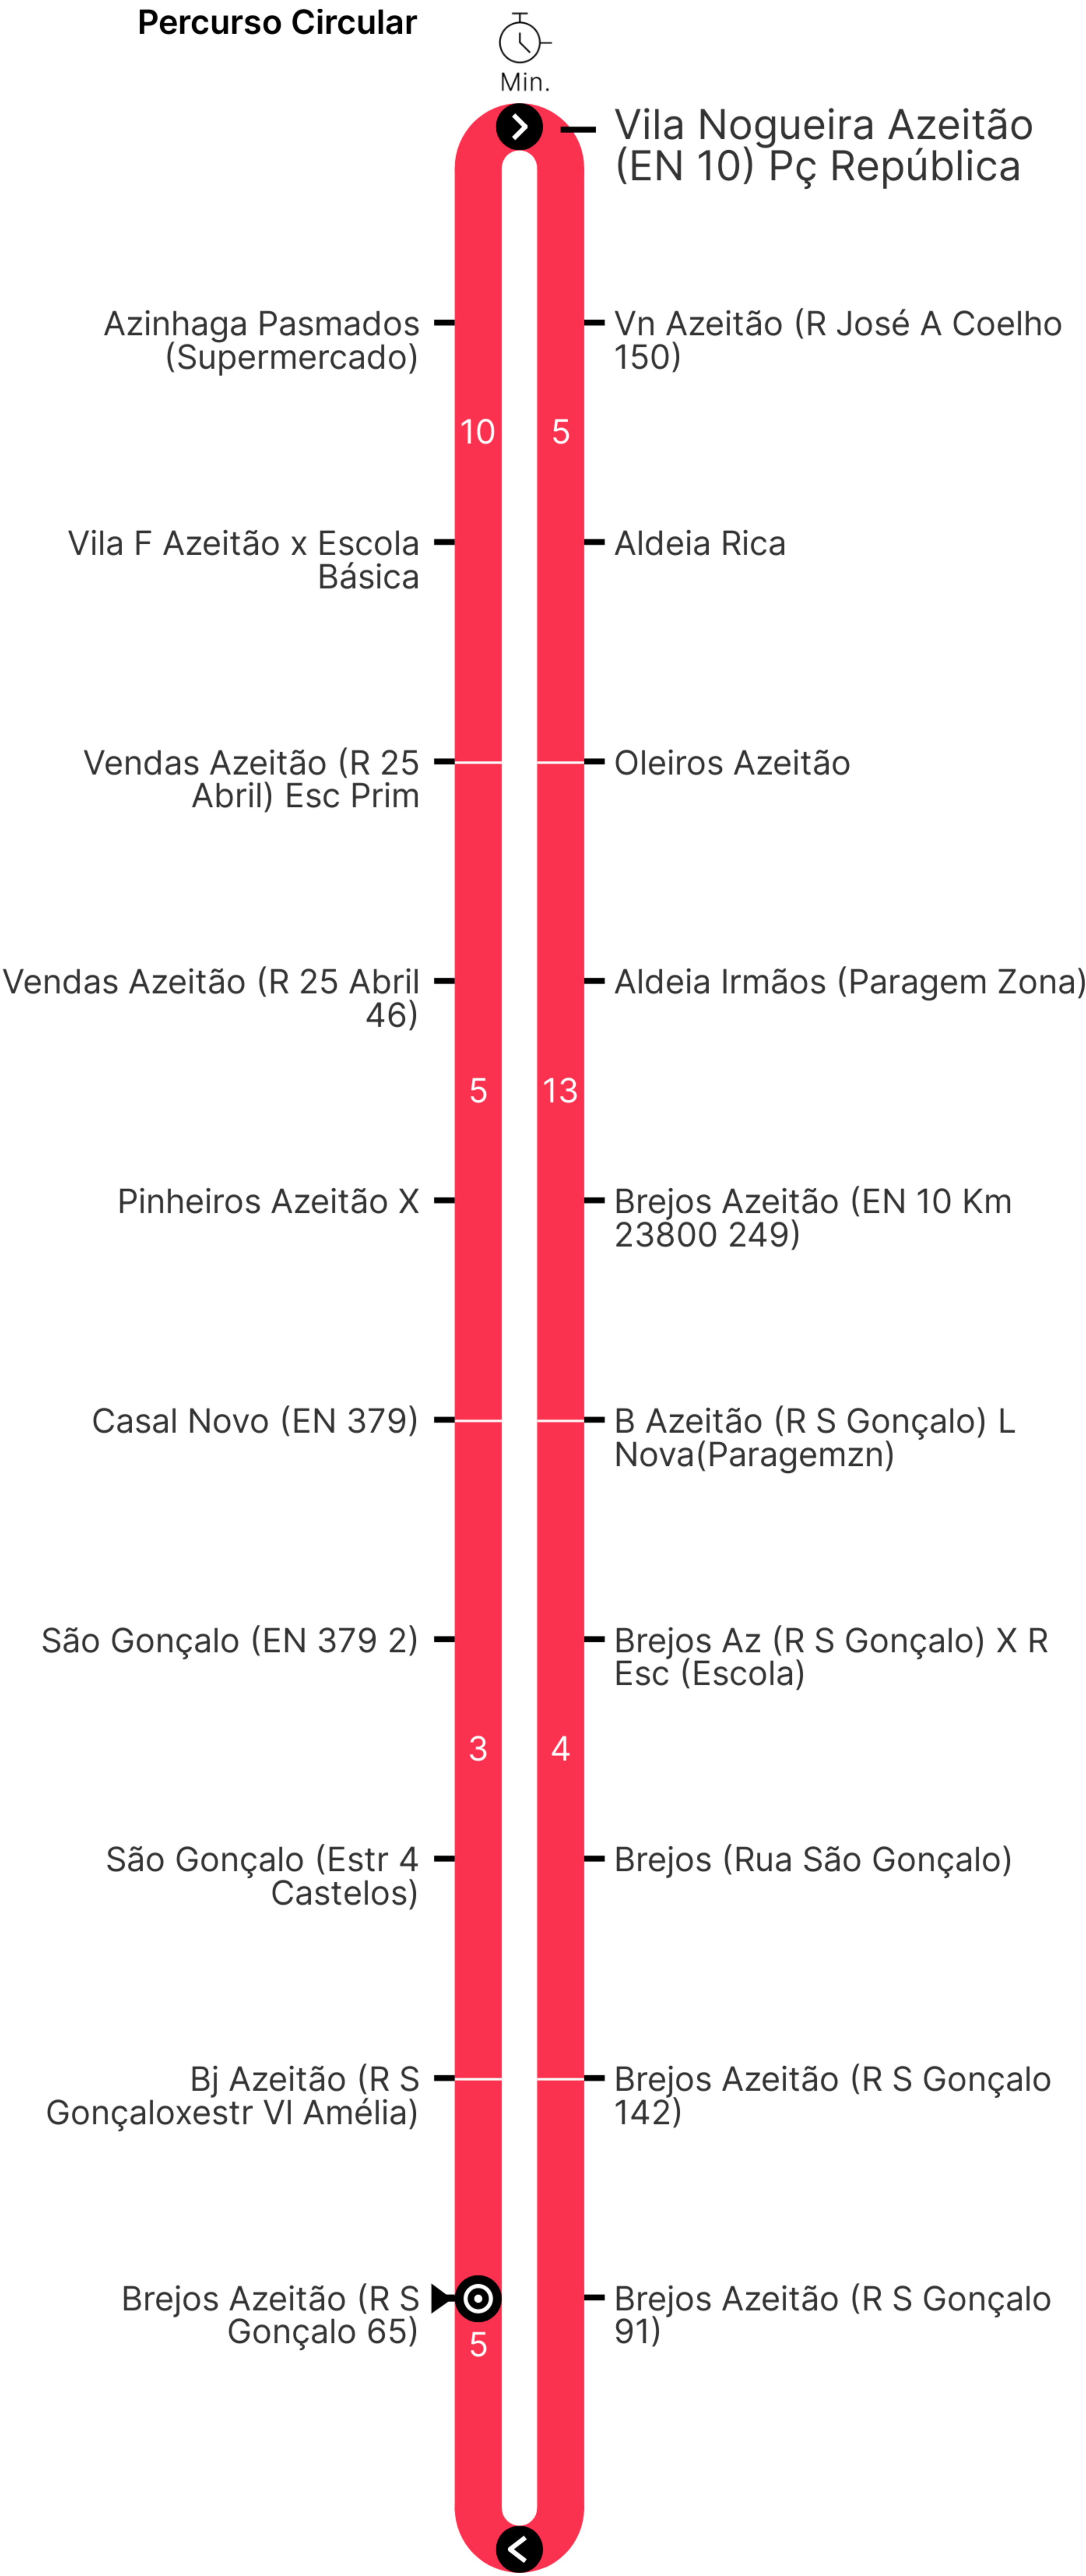 Percurso Circular
Min.
Vila Nogueira Azeitão
(EN 10) Pç República
Azinhaga Pasmados
(Supermercado)
Vn Azeitão (R José A Coelho
150)
10
5
Vila F Azeitão x Escola
Básica
Aldeia Rica
Vendas Azeitão (R 25
Abril) Esc Prim
Oleiros Azeitão
Vendas Azeitão (R 25 Abril
46)
Aldeia Irmãos (Paragem Zona)
5
13
Pinheiros Azeitão X
Brejos Azeitão (EN 10 Km
23800 249)
Casal Novo (EN 379)
B Azeitão (R S Gonçalo) L
Nova(Paragemzn)
São Gonçalo (EN 379 2)
Brejos Az (R S Gonçalo) X R
Esc (Escola)
3
4
São Gonçalo (Estr 4
Castelos)
Brejos (Rua São Gonçalo)
Bj Azeitão (R S
Gonçaloxestr Vl Amélia)
Brejos Azeitão (R S Gonçalo
142)
Brejos Azeitão (R S
Gonçalo 65)
Brejos Azeitão (R S Gonçalo
91)
5